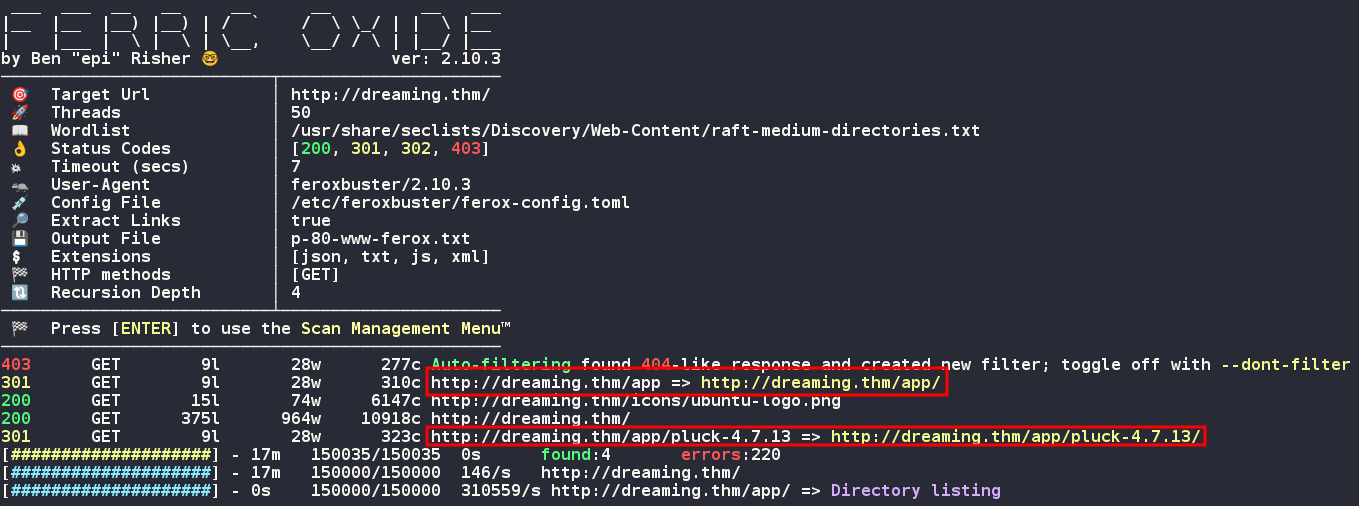 FERRIC OXIDE
by Ben "epi" Risher 🤓 ver: 2.10.3
🎯 Target Url │ http://dreaming.thm/
🚀 Threads │ 50
📖 Wordlist │ /usr/share/seclists/Discovery/Web-Content/raft-medium-directories.txt
👌 Status Codes │ [200, 301, 302, 403]
💥 Timeout (secs) │ 7
🦡 User-Agent │ feroxbuster/2.10.3
💉 Config File │ /etc/feroxbuster/ferox-config.toml
🔎 Extract Links │ true
💾 Output File │ p-80-www-ferox.txt
💲 Extensions │ [json, txt, js, xml]
🏁 HTTP methods │ [GET]
🔃 Recursion Depth │ 4
🏁 Press [ENTER] to use the Scan Management Menu™
403 GET 9l 28w 277c Auto-filtering found 404-like response and created new filter; toggle off with --dont-filter
301 GET 9l 28w 310c http://dreaming.thm/app => http://dreaming.thm/app/
200 GET 15l 74w 6147c http://dreaming.thm/icons/ubuntu-logo.png
200 GET 375l 964w 10918c http://dreaming.thm/
301 GET 9l 28w 323c http://dreaming.thm/app/pluck-4.7.13 => http://dreaming.thm/app/pluck-4.7.13/
[####################] - 17m 150035/150035 0s found:4 errors:220
[####################] - 17m 150000/150000 146/s http://dreaming.thm/
[####################] - 0s 150000/150000 310559/s http://dreaming.thm/app/ => Directory listing